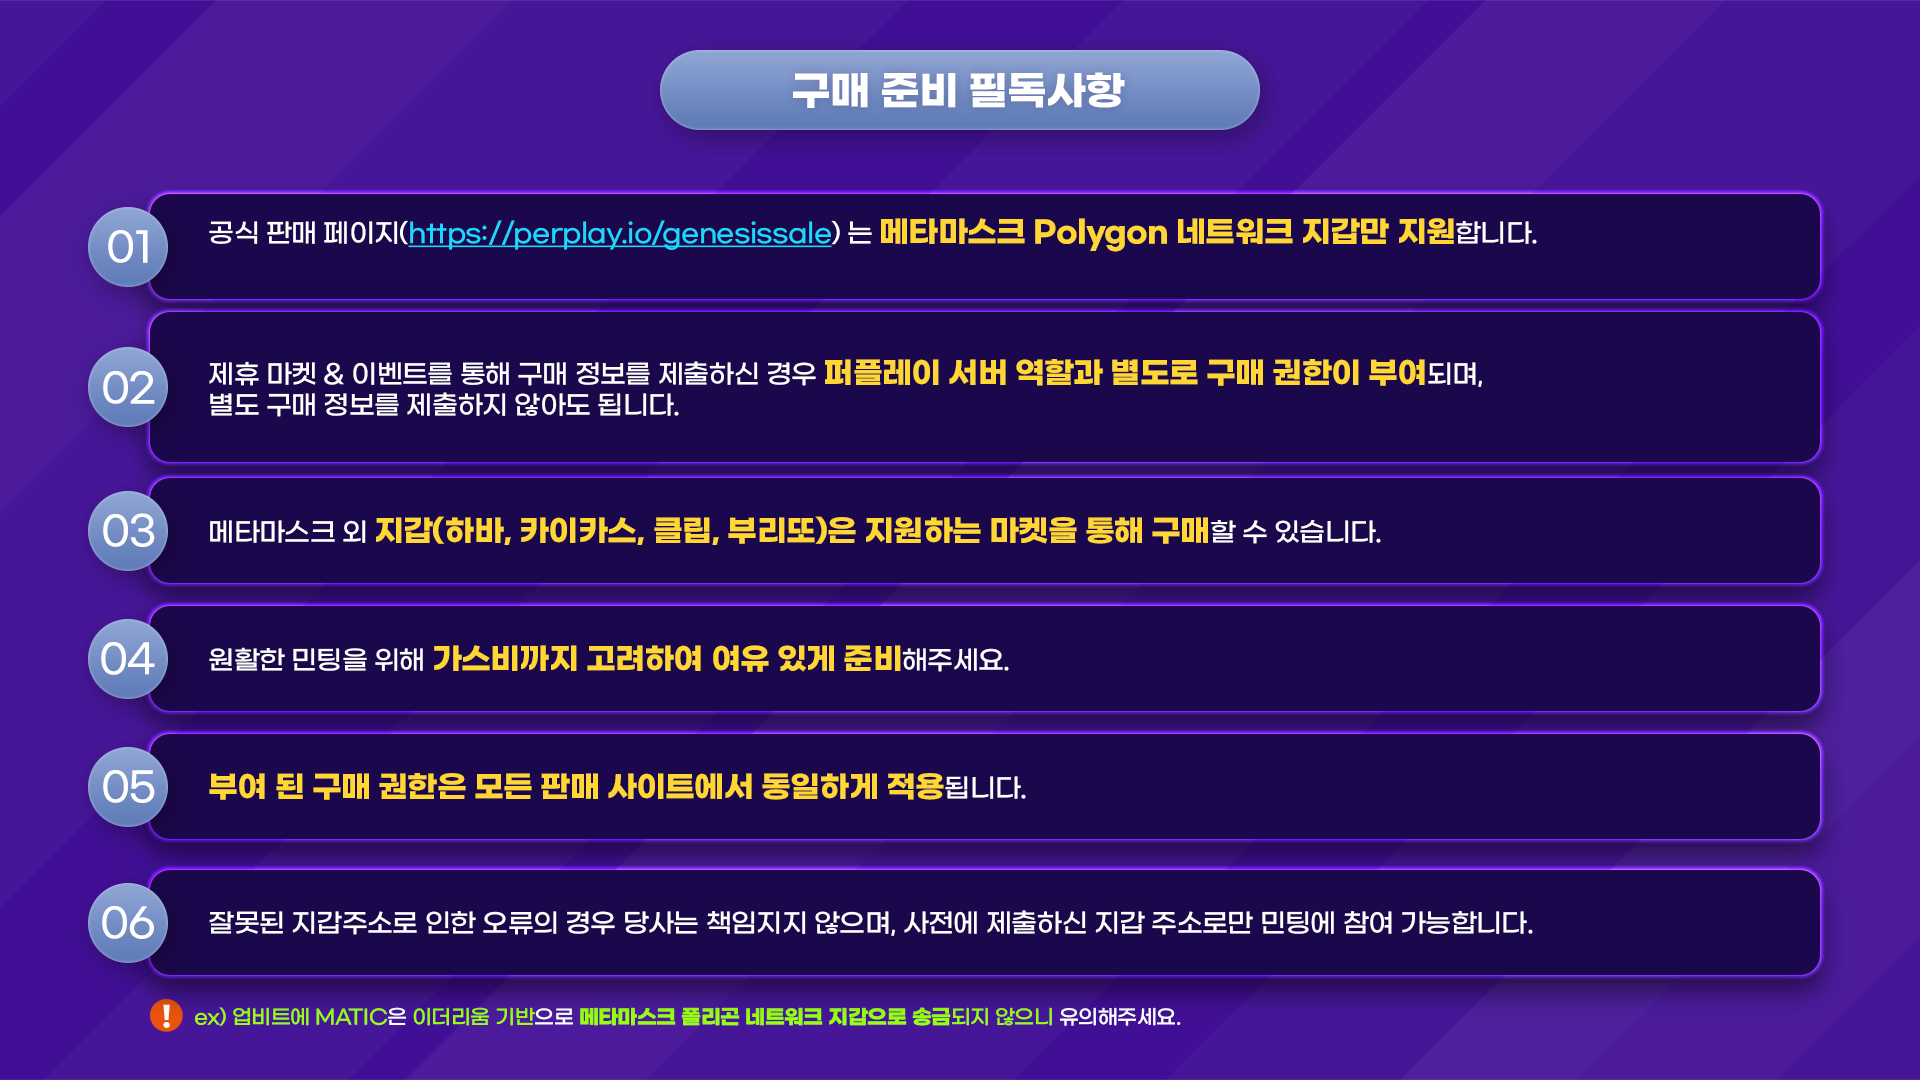 구매 준비 필독사항
01
공식 판매 페이지(https://perplay.io/genesissale) 는 메타마스크 Polygon 네트워크 지갑만 지원합니다.
02
제휴 마켓 & 이벤트를 통해 구매 정보를 제출하신 경우 퍼플레이 서버 역할과 별도로 구매 권한이 부여되며,
별도 구매 정보를 제출하지 않아도 됩니다.
03
메타마스크 외 지갑(하바, 카이카스, 클립, 부리또)은 지원하는 마켓을 통해 구매할 수 있습니다.
04
원활한 민팅을 위해 가스비까지 고려하여 여유 있게 준비해주세요.
05
부여 된 구매 권한은 모든 판매 사이트에서 동일하게 적용됩니다.
06
잘못된 지갑주소로 인한 오류의 경우 당사는 책임지지 않으며, 사전에 제출하신 지갑 주소로만 민팅에 참여 가능합니다.
! ex) 업비트에 MATIC은 이더리움 기반으로 메타마스크 폴리곤 네트워크 지갑으로 송금되지 않으니 유의해주세요.